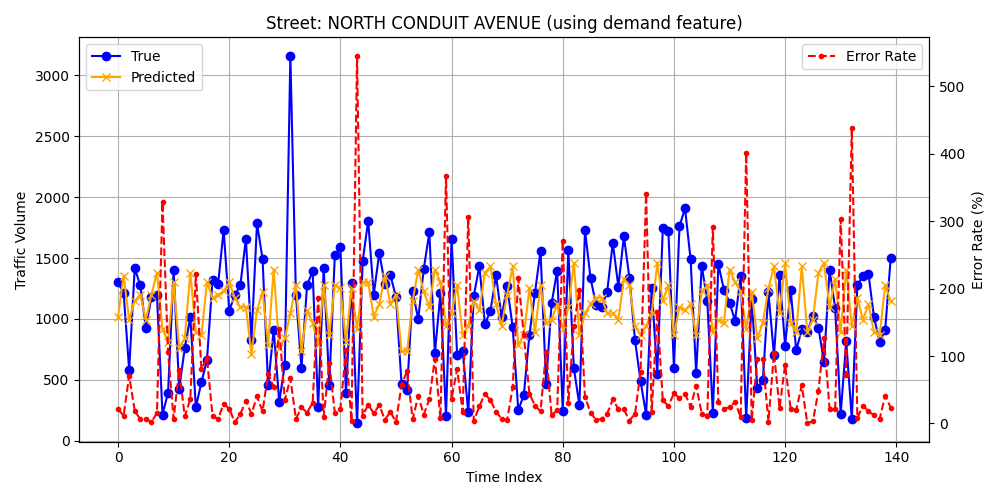 Street: NORTH CONDUIT AVENUE (using demand feature)
True
Predicted
Error Rate
3000
2500
2000
1500
1000
500
0
Traffic Volume
500
400
300
200
100
0
Error Rate (%)
0 20 40 60 80 100 120 140
Time Index